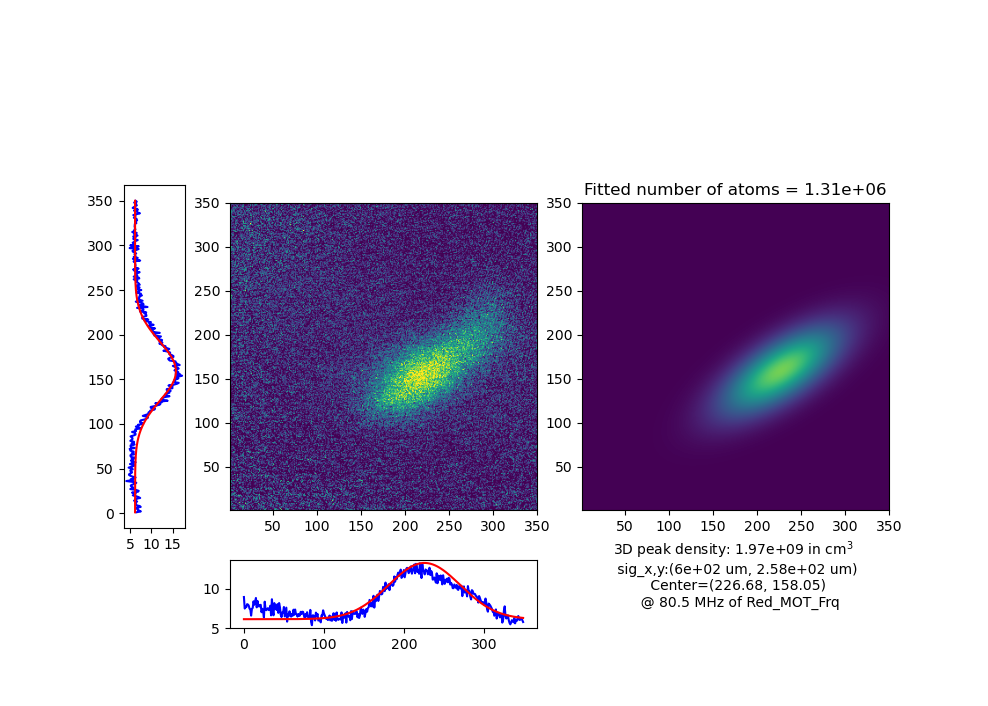 Fitted number of atoms = 1.31e+06
350
300
250
200
150
100
50
0
5 10 15
350
300
250
200
150
100
50
50 100 150 200 250 300 350
350
300
250
200
150
100
50
50 100 150 200 250 300 350
10
5
0 100 200 300
3D peak density: 1.97e+09 in cm³
sig_x,y:(6e+02 um, 2.58e+02 um)
Center=(226.68, 158.05)
@ 80.5 MHz of Red_MOT_Frq